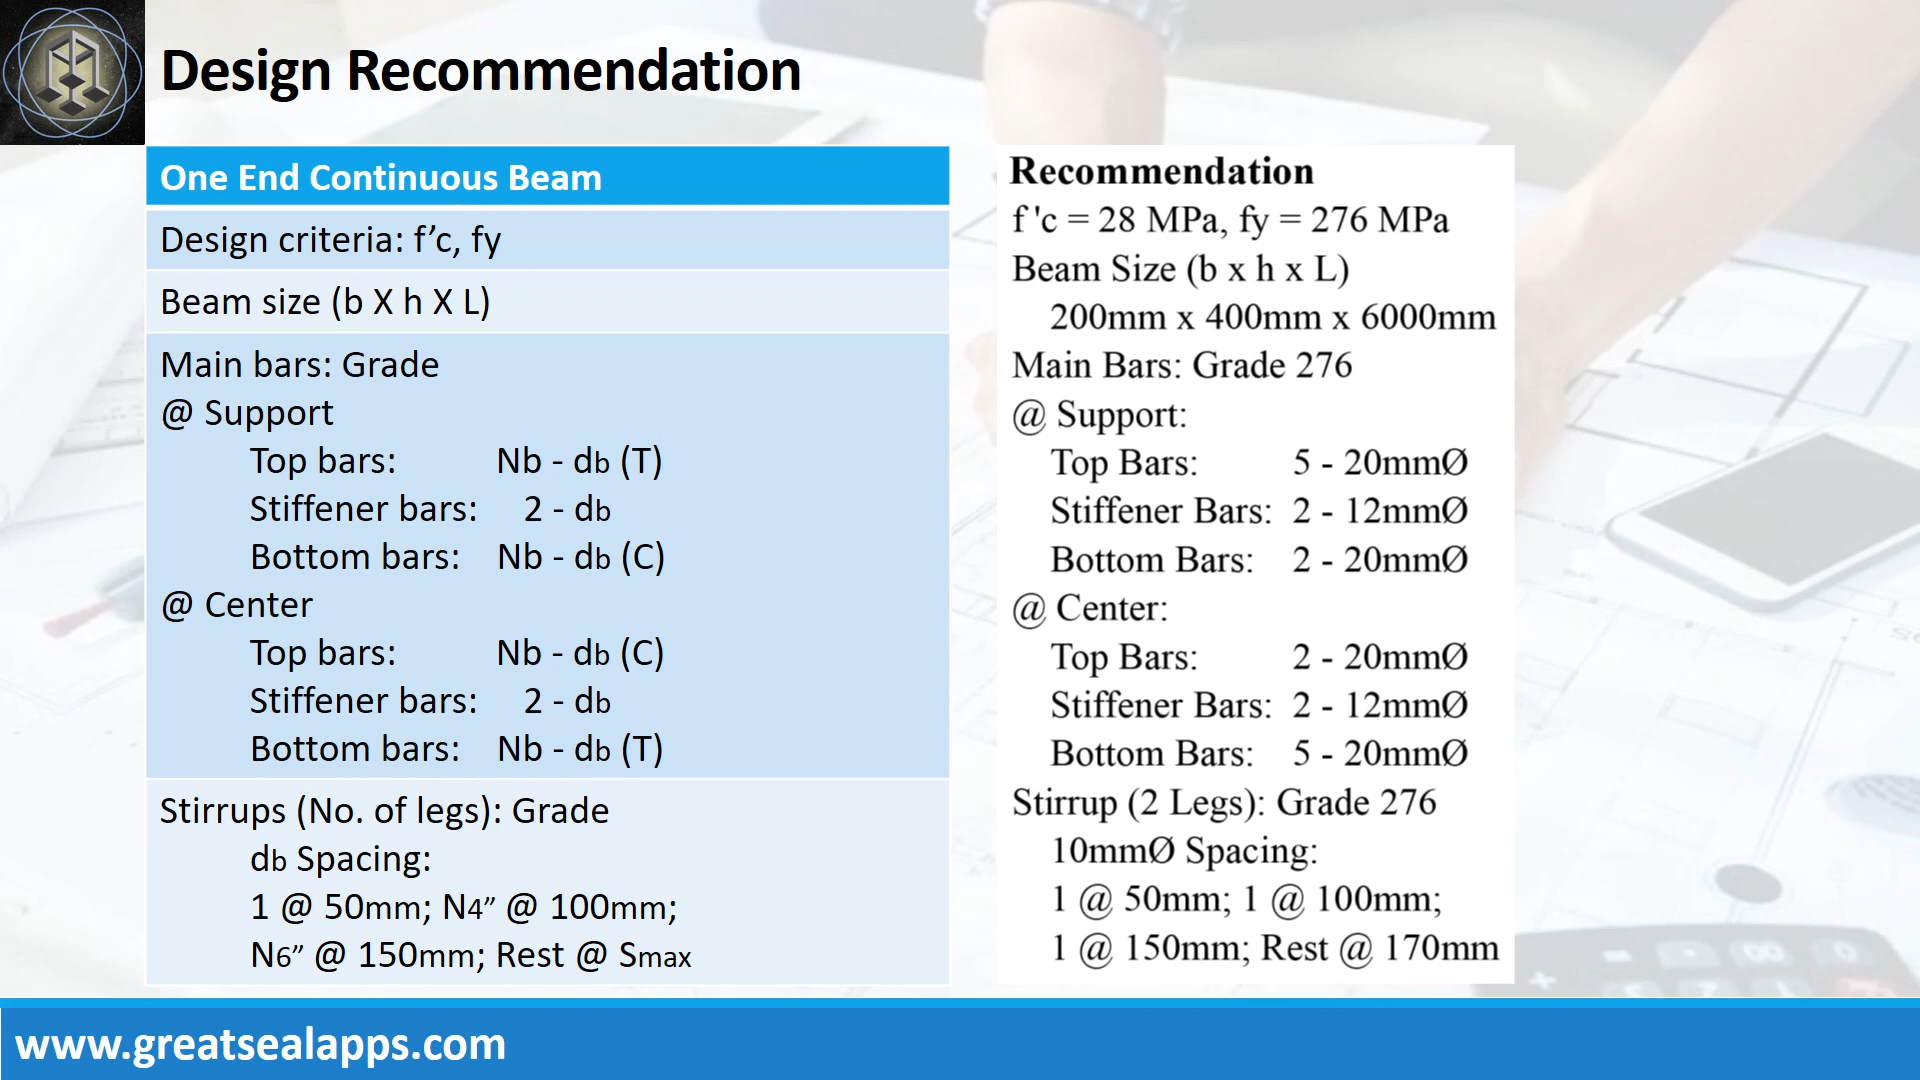 Design Recommendation
One End Continuous Beam
Design criteria: f’c, fy
Beam size (b X h X L)
Main bars: Grade
@ Support
Top bars: Nb - db (T)
Stiffener bars: 2 - db
Bottom bars: Nb - db (C)
@ Center
Top bars: Nb - db (C)
Stiffener bars: 2 - db
Bottom bars: Nb - db (T)
Stirrups (No. of legs): Grade
db Spacing:
1 @ 50mm; N4” @ 100mm;
N6” @ 150mm; Rest @ Smax
Recommendation
f 'c = 28 MPa, fy = 276 MPa
Beam Size (b x h x L)
200mm x 400mm x 6000mm
Main Bars: Grade 276
@ Support:
Top Bars: 5 - 20mmØ
Stiffener Bars: 2 - 12mmØ
Bottom Bars: 2 - 20mmØ
@ Center:
Top Bars: 2 - 20mmØ
Stiffener Bars: 2 - 12mmØ
Bottom Bars: 5 - 20mmØ
Stirrup (2 Legs): Grade 276
10mmØ Spacing:
1 @ 50mm; 1 @ 100mm;
1 @ 150mm; Rest @ 170mm
www.greatsealapps.com